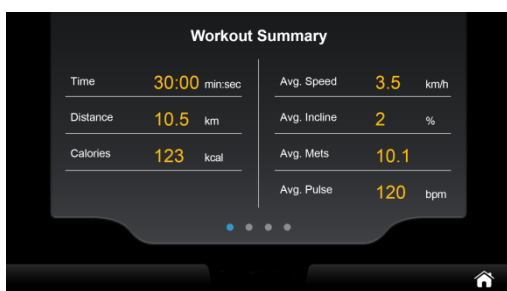 Workout Summary
Time 30:00 min:sec
Distance 10.5 km
Calories 123 kcal
Avg. Speed 3.5 km/h
Avg. Incline 2 %
Avg. Mets 10.1
Avg. Pulse 120 bpm